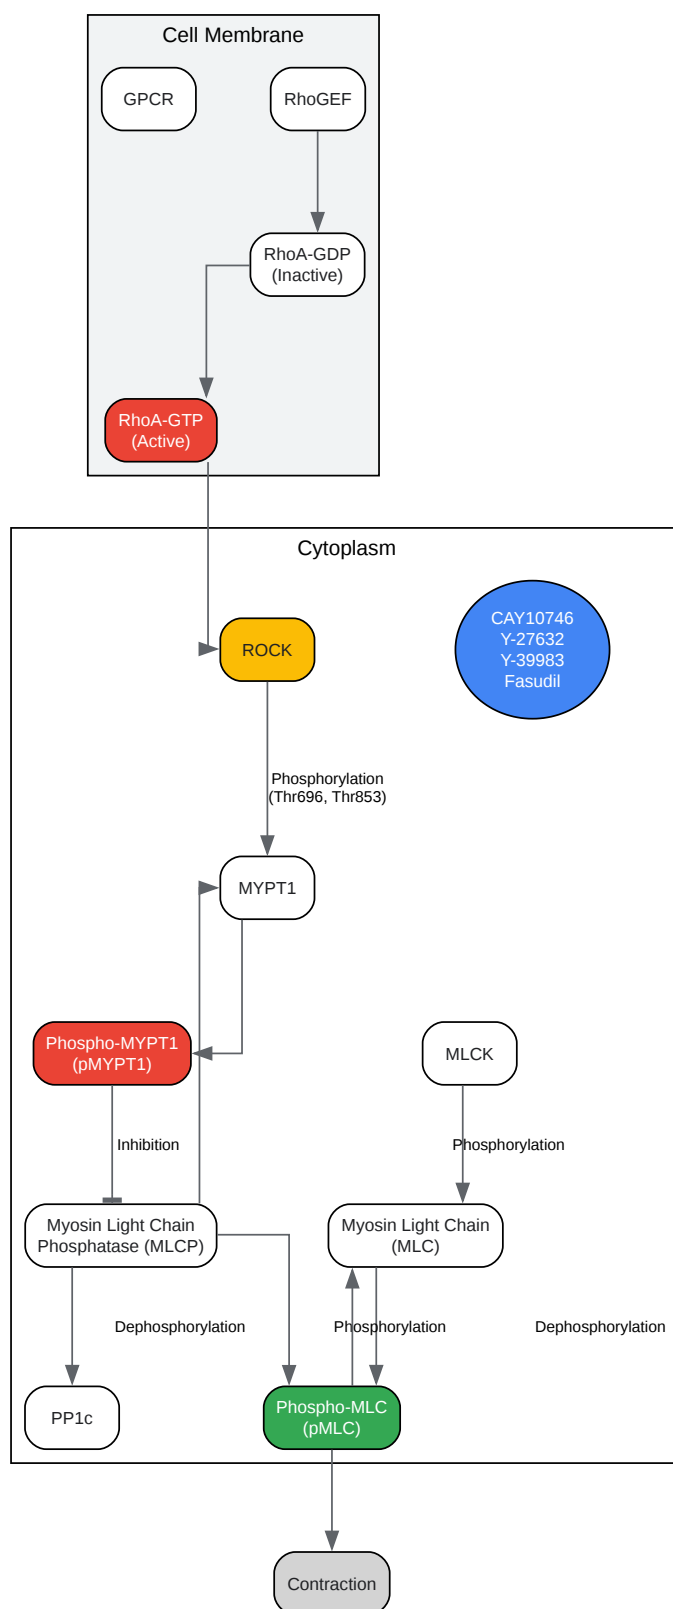 Cell Membrane
GPCR
RhoGEF
RhoA-GDP
(Inactive)
RhoA-GTP
(Active)
Cytoplasm
ROCK
CAY10746
Y-27632
Y-39983
Fasudil
Phosphorylation
(Thr696, Thr853)
MYPT1
Phospho-MYPT1
(pMYPT1)
MLCK
Inhibition
Phosphorylation
Myosin Light Chain
Phosphatase (MLCP)
Myosin Light Chain
(MLC)
Dephosphorylation
Phosphorylation
Dephosphorylation
PP1c
Phospho-MLC
(pMLC)
Contraction